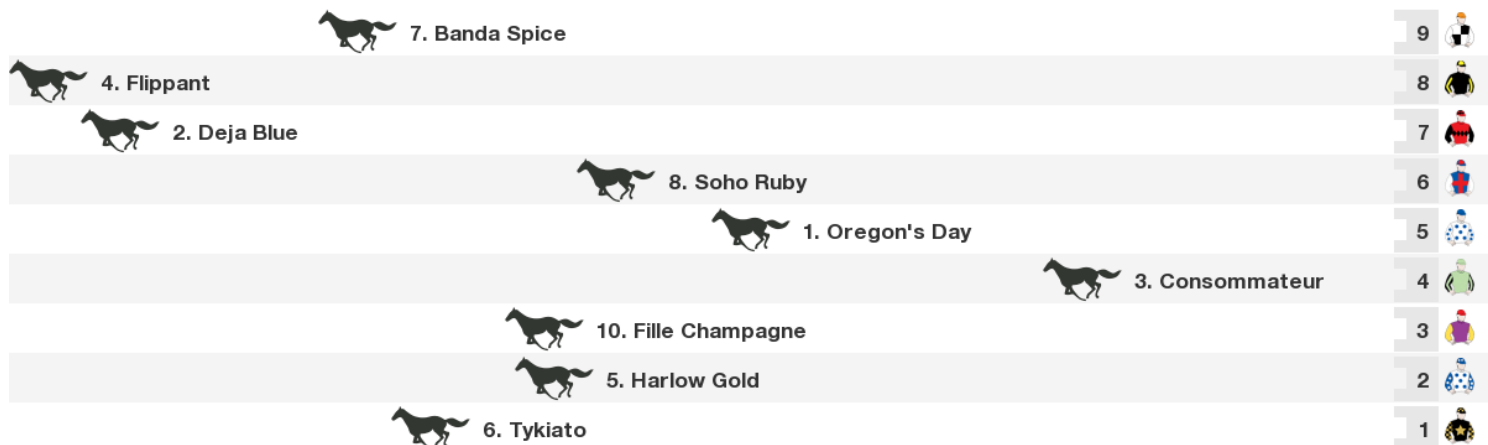 7. Banda Spice 9
4. Flippant 8
2. Deja Blue 7
8. Soho Ruby 6
1. Oregon's Day 5
3. Consommateur 4
10. Fille Champagne 3
5. Harlow Gold 2
6. Tykiato 1